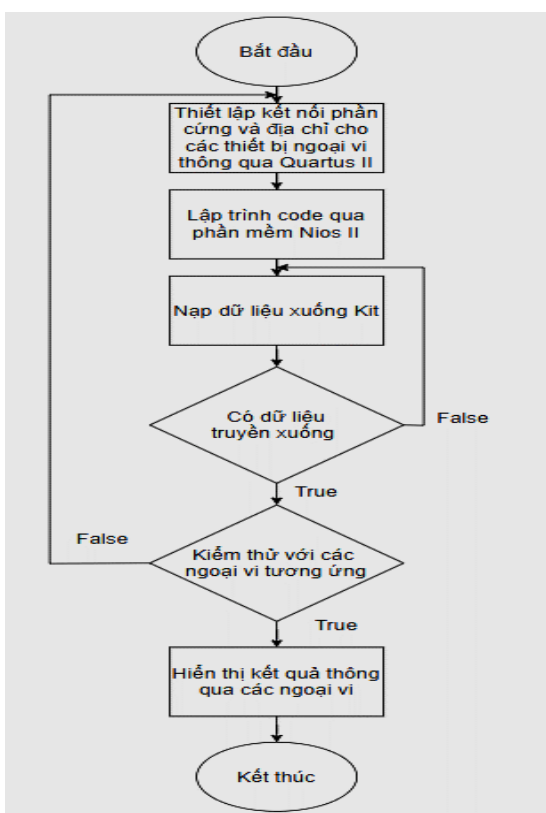 Bắt đầu
Thiết lập kết nối phần
cứng và địa chỉ cho
các thiết bị ngoại vi
thông qua Quartus II
Lập trình code qua
phần mềm Nios II
Nạp dữ liệu xuống Kit
Có dữ liệu
truyền xuống
False
True
False
Kiểm thử với các
ngoại vi tương ứng
True
Hiển thị kết quả thông
qua các ngoại vi
Kết thúc